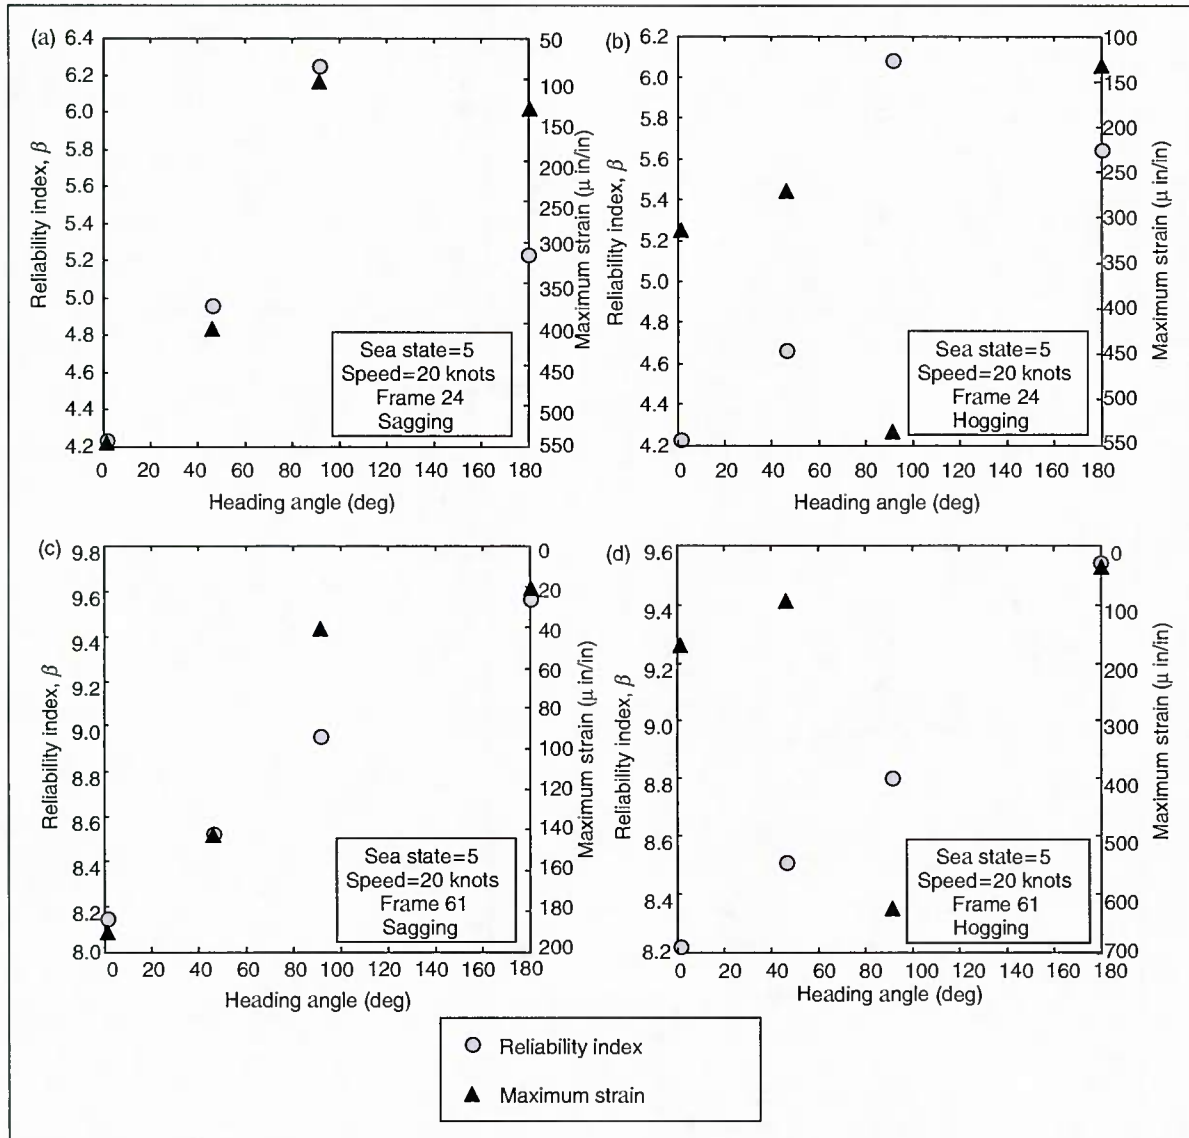 (a)
6.4
6.2
6.0
5.8
5.6
5.4
5.2
5.0
4.8
4.6
4.4
4.2
Reliability index, β
50
100
150
200
250
300
350
400
450
500
550
Maximum strain (μ in/in)
Sea state=5
Speed=20 knots
Frame 24
Sagging
0 20 40 60 80 100 120 140 160 180
Heading angle (deg)
(b)
6.2
6.0
5.8
5.6
5.4
5.2
5.0
4.8
4.6
4.4
4.2
Reliability index, β
100
150
200
250
300
350
400
450
500
550
Maximum strain (μ in/in)
Sea state=5
Speed=20 knots
Frame 24
Hogging
0 20 40 60 80 100 120 140 160 180
Heading angle (deg)
(c)
9.8
9.6
9.4
9.2
9.0
8.8
8.6
8.4
8.2
8.0
Reliability index, β
0
20
40
60
80
100
120
140
160
180
200
Maximum strain (μ in/in)
Sea state=5
Speed=20 knots
Frame 61
Sagging
0 20 40 60 80 100 120 140 160 180
Heading angle (deg)
(d)
9.6
9.4
9.2
9.0
8.8
8.6
8.4
8.2
Reliability index, β
0
100
200
300
400
500
600
700
Maximum strain (μ in/in)
Sea state=5
Speed=20 knots
Frame 61
Hogging
0 20 40 60 80 100 120 140 160 180
Heading angle (deg)
Reliability index
Maximum strain